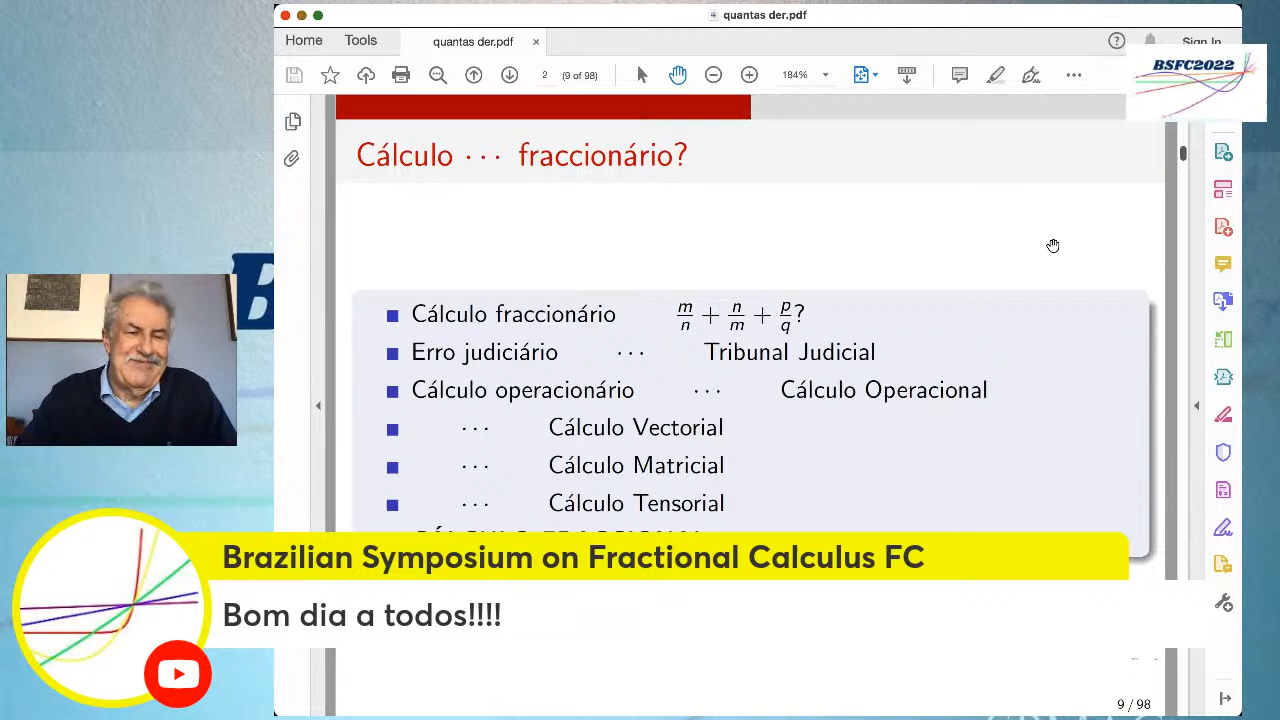 quantas der.pdf
Home Tools quantas der.pdf × ? Sign In
2 (9 of 98) 184%
BSFC2022
Cálculo ··· fraccionário?
Cálculo fraccionário m/n + n/m + p/q?
Erro judiciário ··· Tribunal Judicial
Cálculo operacionário ··· Cálculo Operacional
··· Cálculo Vectorial
··· Cálculo Matricial
··· Cálculo Tensorial
Brazilian Symposium on Fractional Calculus FC
Bom dia a todos!!!!
9 / 98